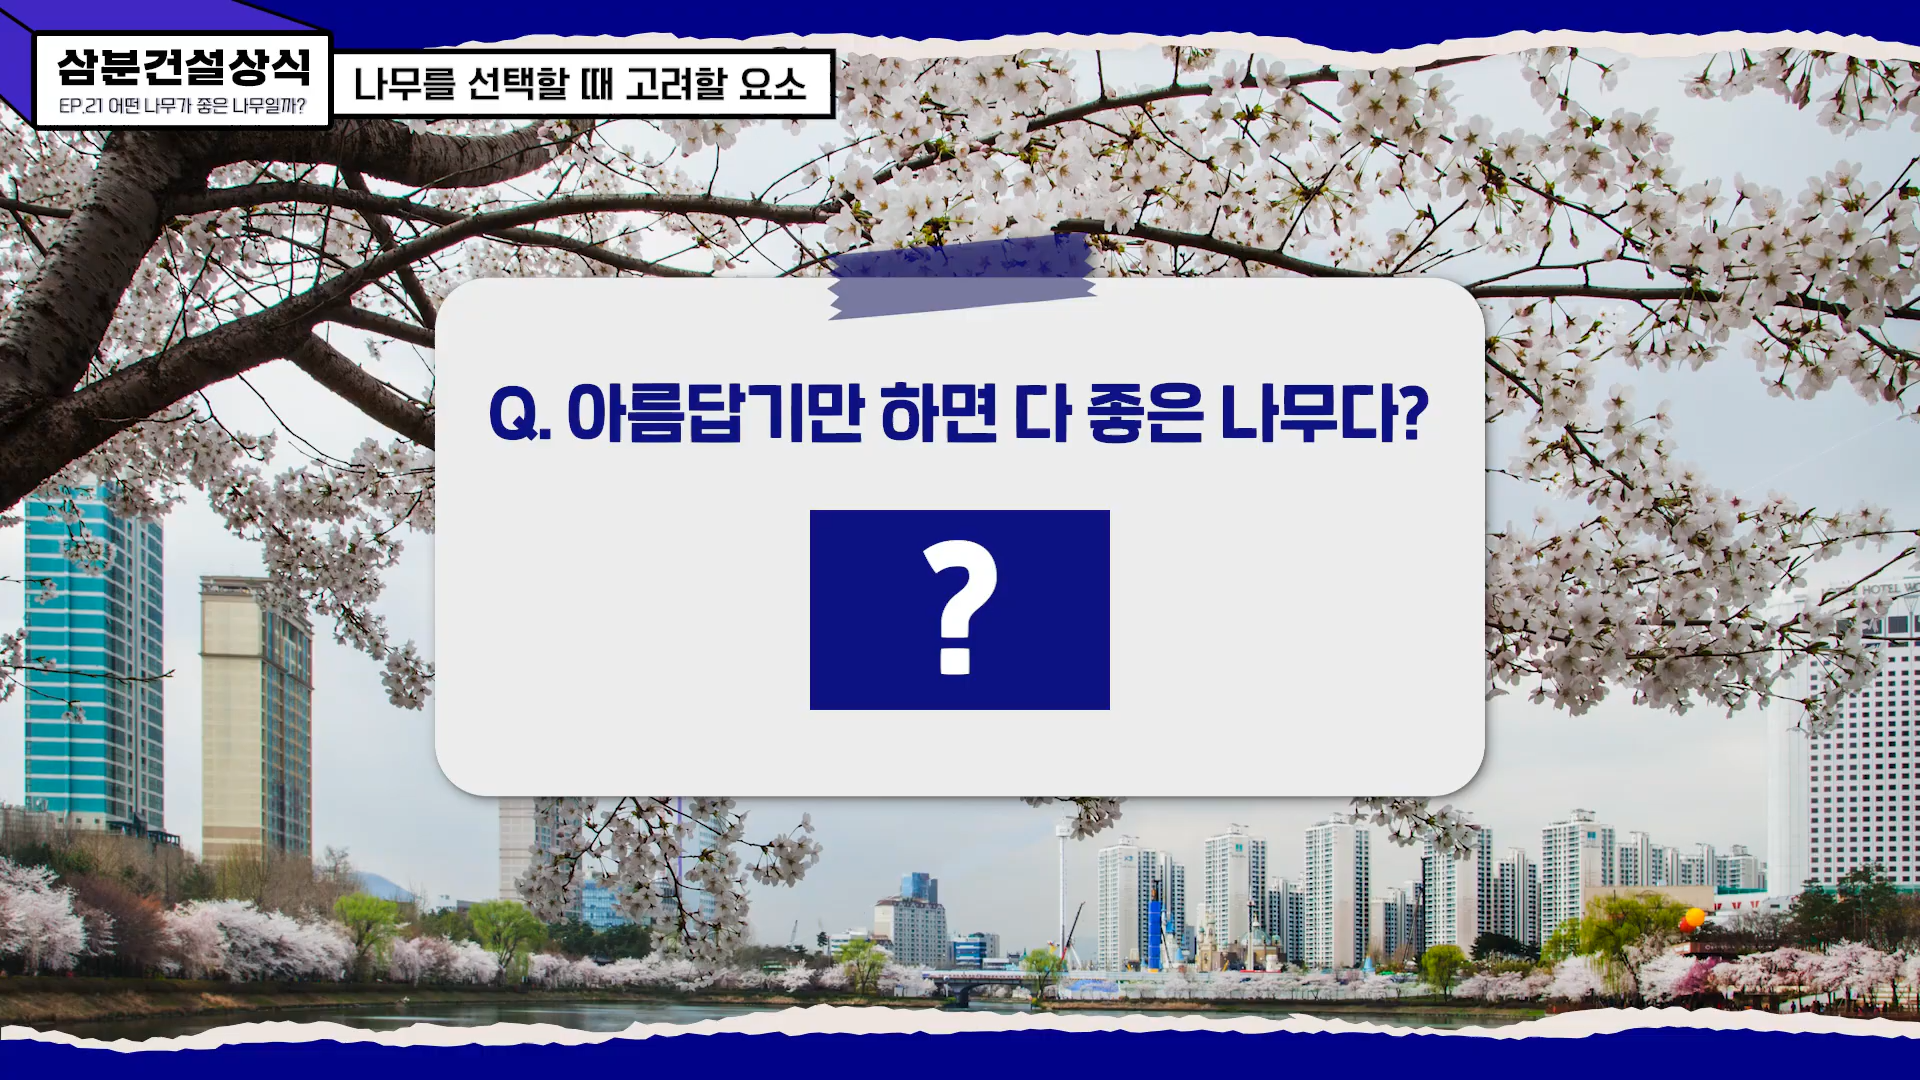 삼분건설상식
EP.21 어떤 나무가 좋은 나무일까?
나무를 선택할 때 고려할 요소
Q. 아름답기만 하면 다 좋은 나무다?
?
HOTEL